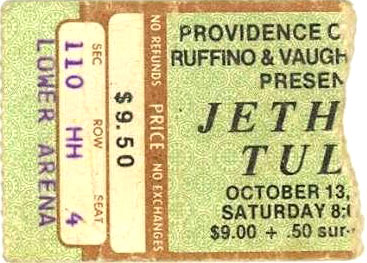 LOWER ARENA
110 HH 4
SEC ROW SEAT
$9.50
NO REFUNDS PRICE NO EXCHANGES
PROVIDENCE C
RUFFINO & VAUGH
PRESEN
JETH
TUL
OCTOBER 13,
SATURDAY 8:0
$9.00 + .50 sur